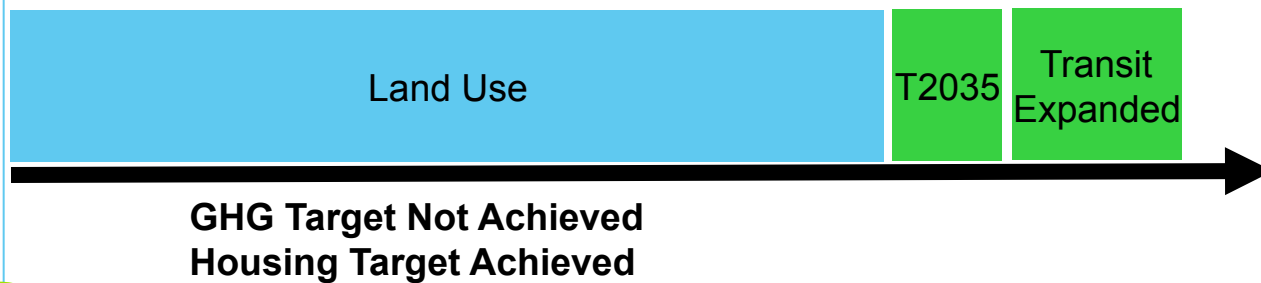 Land Use
T2035
Transit
Expanded
GHG Target Not Achieved
Housing Target Achieved